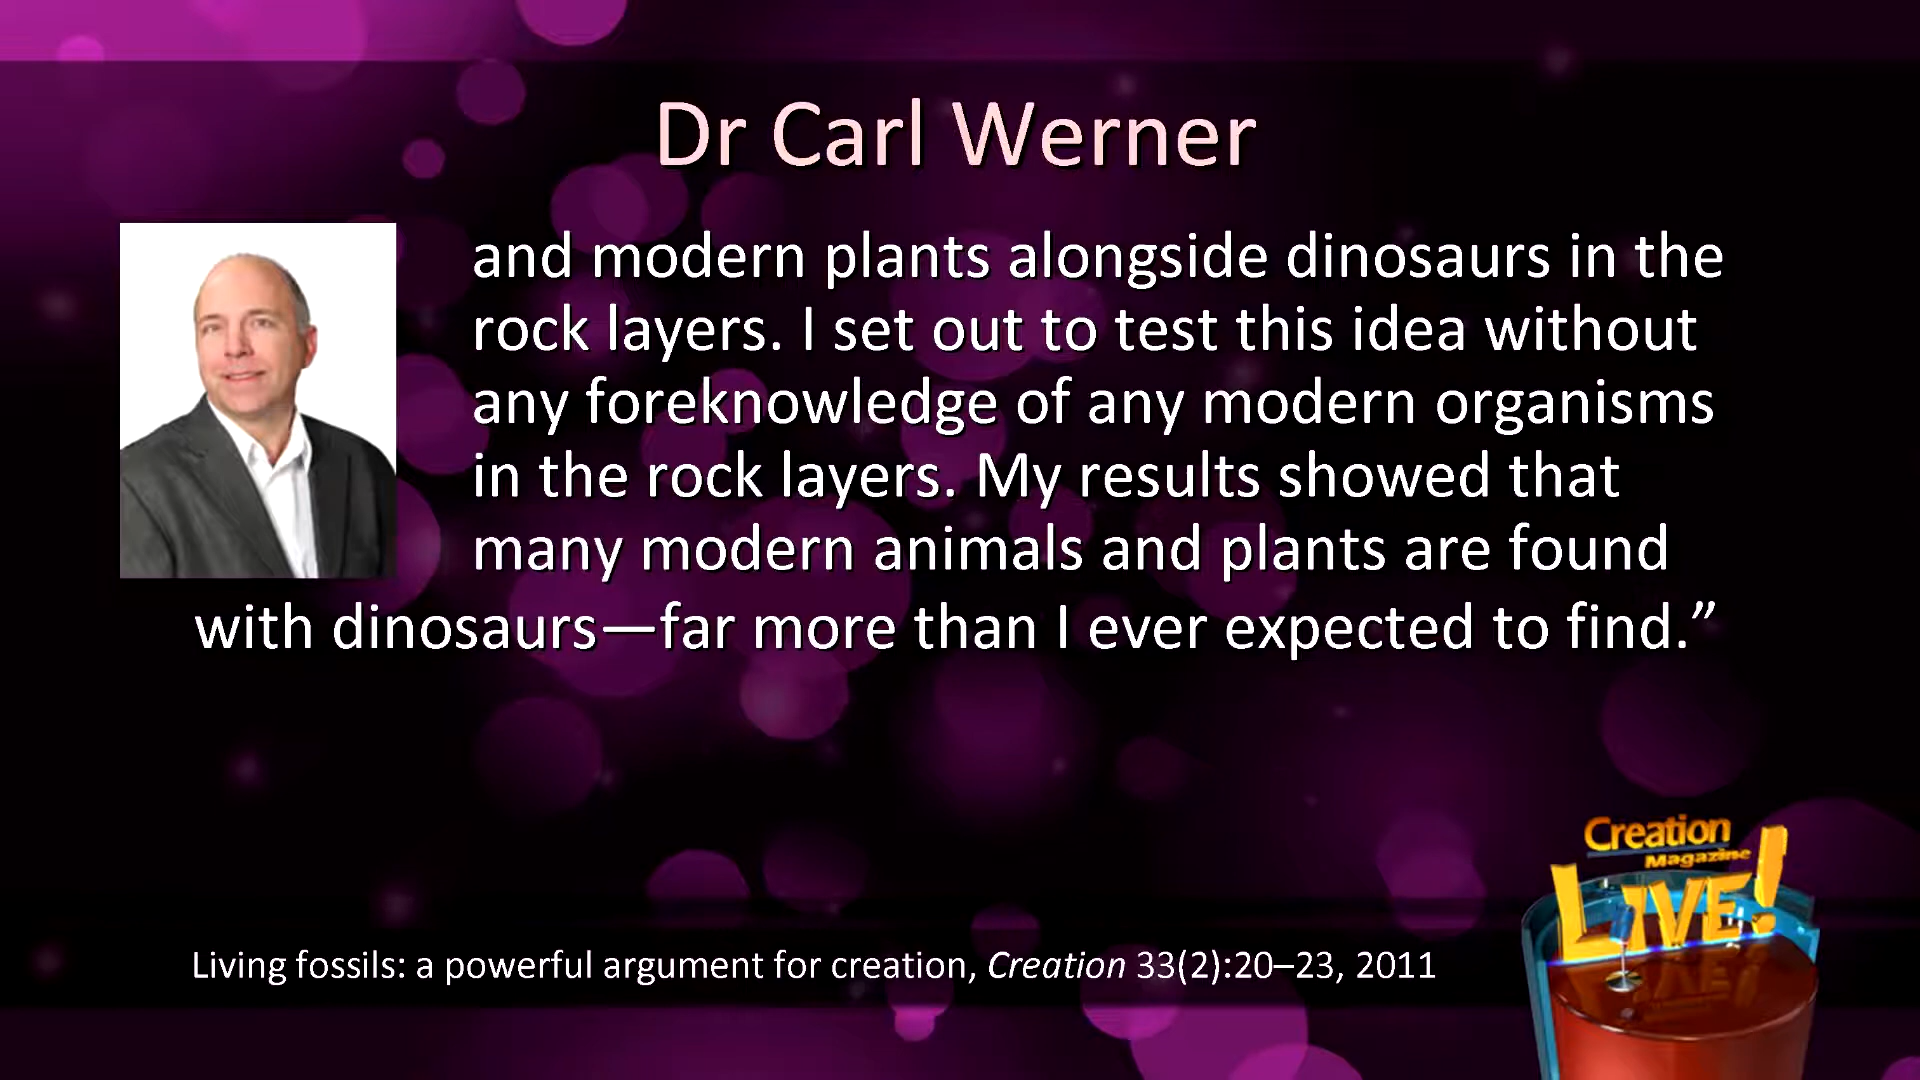 Dr Carl Werner
and modern plants alongside dinosaurs in the
rock layers. I set out to test this idea without
any foreknowledge of any modern organisms
in the rock layers. My results showed that
many modern animals and plants are found
with dinosaurs—far more than I ever expected to find.”
Creation
Magazine
LIVE!
Living fossils: a powerful argument for creation, Creation 33(2):20–23, 2011